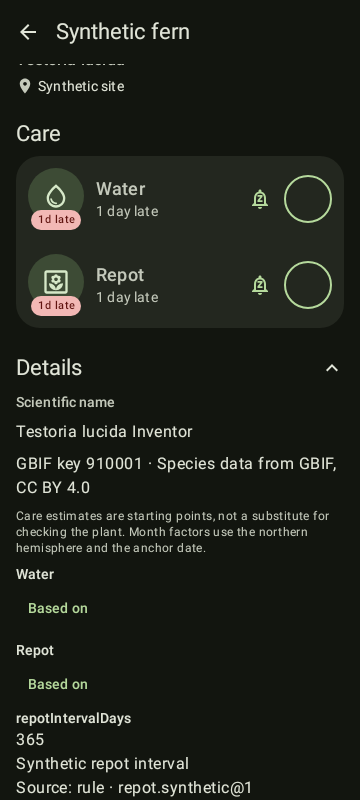 Synthetic fern
Testoria lucida
Synthetic site
Care
Water
1 day late
1d late
Repot
1 day late
1d late
Details
Scientific name
Testoria lucida Inventor
GBIF key 910001 · Species data from GBIF,
CC BY 4.0
Care estimates are starting points, not a substitute for
checking the plant. Month factors use the northern
hemisphere and the anchor date.
Water
Based on
Repot
Based on
repotIntervalDays
365
Synthetic repot interval
Source: rule · repot.synthetic@1